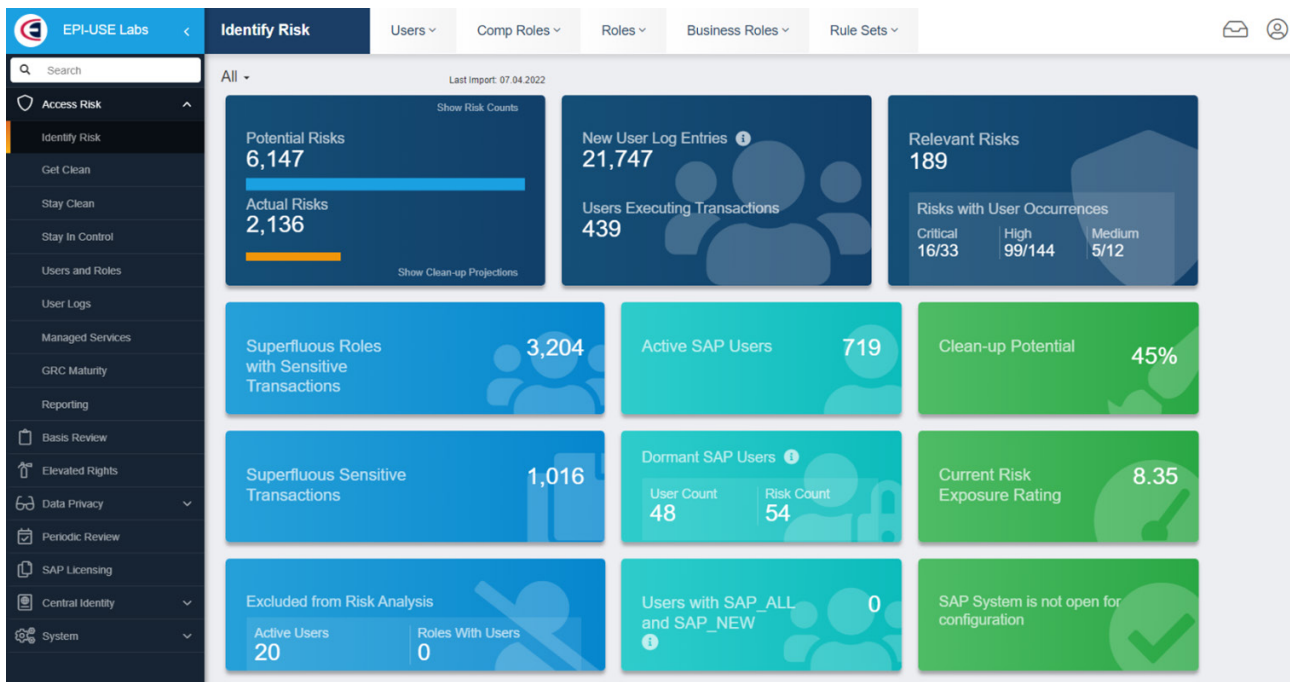 EPI-USE Labs
Identify Risk
Users
Comp Roles
Roles
Business Roles
Rule Sets
Search
Access Risk
Identify Risk
Get Clean
Stay Clean
Stay In Control
Users and Roles
User Logs
Managed Services
GRC Maturity
Reporting
Basis Review
Elevated Rights
Data Privacy
Periodic Review
SAP Licensing
Central Identity
System
All
Last Import: 07.04.2022
Show Risk Counts
Potential Risks
6,147
Actual Risks
2,136
Show Clean-up Projections
New User Log Entries
21,747
Users Executing Transactions
439
Relevant Risks
189
Risks with User Occurrences
Critical High Medium
16/33 99/144 5/12
Superfluous Roles
with Sensitive
Transactions
3,204
Active SAP Users
719
Clean-up Potential
45%
Superfluous Sensitive
Transactions
1,016
Dormant SAP Users
User Count Risk Count
48 54
Current Risk
Exposure Rating
8.35
Excluded from Risk Analysis
Active Users Roles With Users
20 0
Users with SAP_ALL
and SAP_NEW
0
SAP System is not open for
configuration